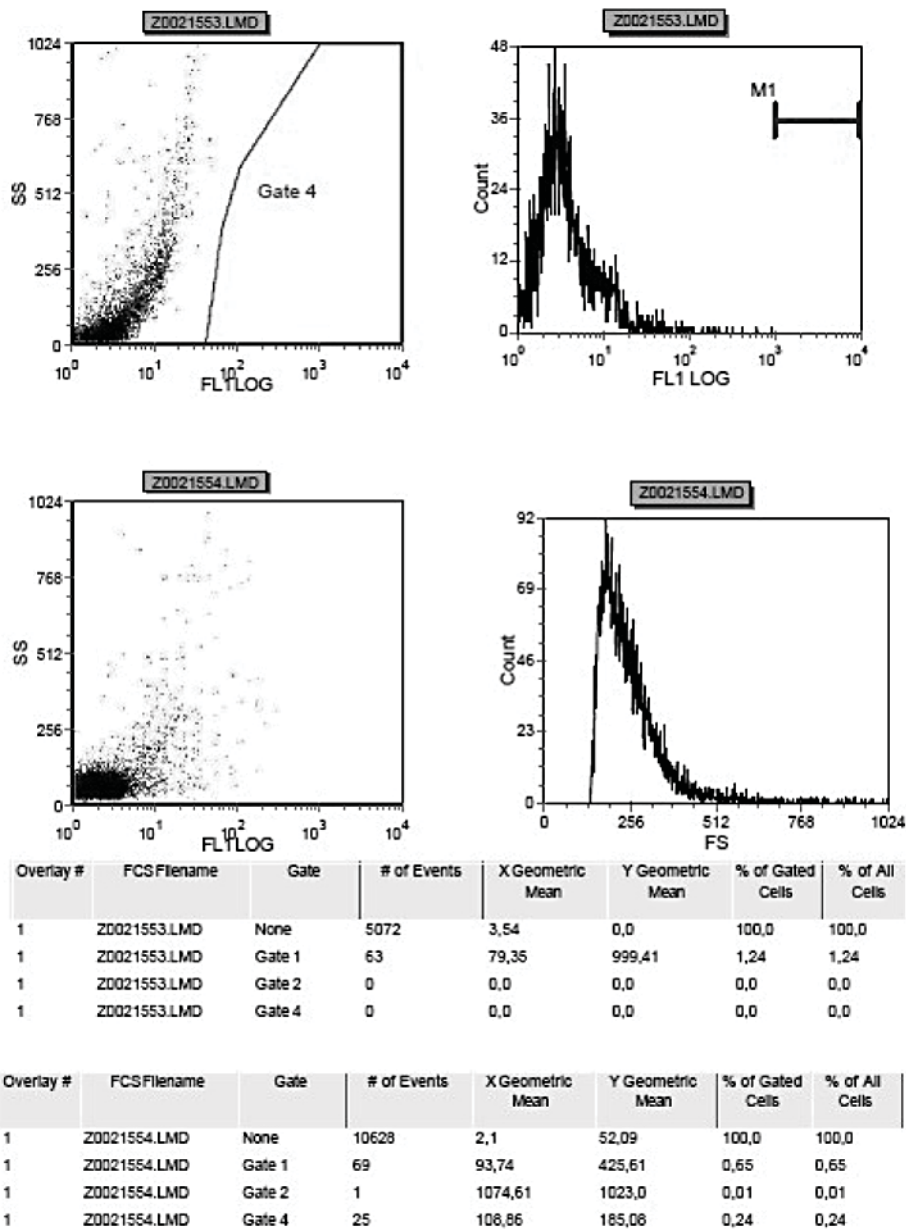 Z0021553.LMD
1024
768
512
256
0
SS
Gate 4
10^0 10^1 10^2 10^3 10^4
FL1LOG
Z0021553.LMD
48
36
24
12
0
Count
M1
10^0 10^1 10^2 10^3 10^4
FL1 LOG
Z0021554.LMD
1024
768
512
256
0
SS
10^0 10^1 10^2 10^3 10^4
FL1LOG
Z0021554.LMD
92
69
46
23
0
Count
0 256 512 768 1024
FS
Overlay # FCSFilename Gate # of Events X Geometric Mean Y Geometric Mean % of Gated Cells % of All Cells
1 Z0021553.LMD None 5072 3,54 0,0 100,0 100,0
1 Z0021553.LMD Gate 1 63 79,35 999,41 1,24 1,24
1 Z0021553.LMD Gate 2 0 0,0 0,0 0,0 0,0
1 Z0021553.LMD Gate 4 0 0,0 0,0 0,0 0,0
Overlay # FCSFilename Gate # of Events X Geometric Mean Y Geometric Mean % of Gated Cells % of All Cells
1 Z0021554.LMD None 10628 2,1 52,09 100,0 100,0
1 Z0021554.LMD Gate 1 69 93,74 425,61 0,65 0,65
1 Z0021554.LMD Gate 2 1 1074,61 1023,0 0,01 0,01
1 Z0021554.LMD Gate 4 25 108,86 185,08 0,24 0,24